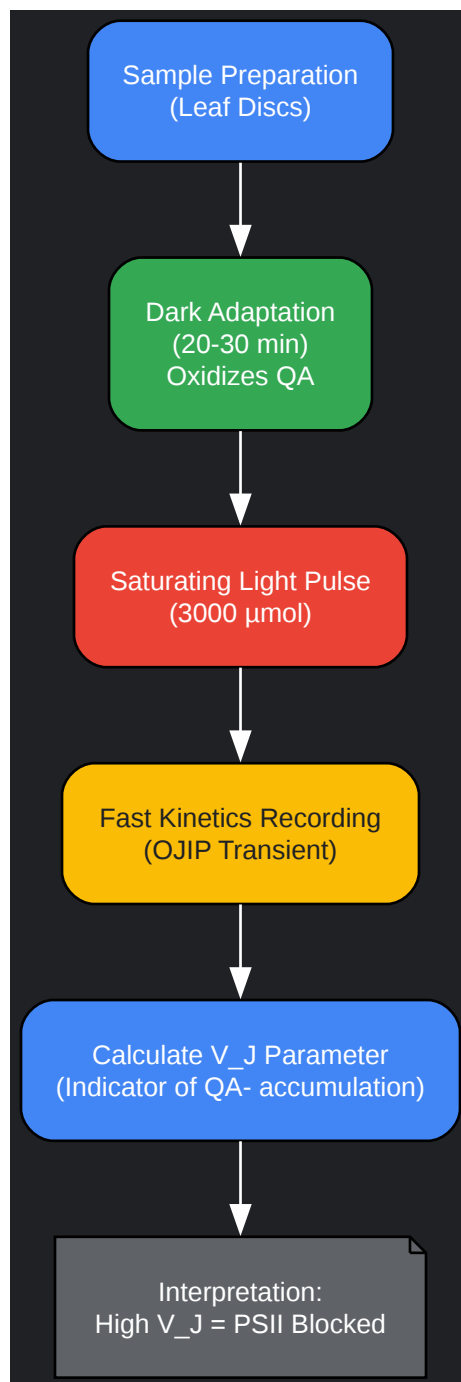 Sample Preparation
(Leaf Discs)
Dark Adaptation
(20-30 min)
Oxidizes QA
Saturating Light Pulse
(3000 µmol)
Fast Kinetics Recording
(OJIP Transient)
Calculate V_J Parameter
(Indicator of QA- accumulation)
Interpretation:
High V_J = PSII Blocked